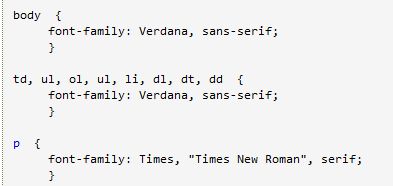 body  {
     font-family: Verdana, sans-serif;
     }
td, ul, ol, ul, li, dl, dt, dd  {
     font-family: Verdana, sans-serif;
     }
p  {
     font-family: Times, "Times New Roman", serif;
     }